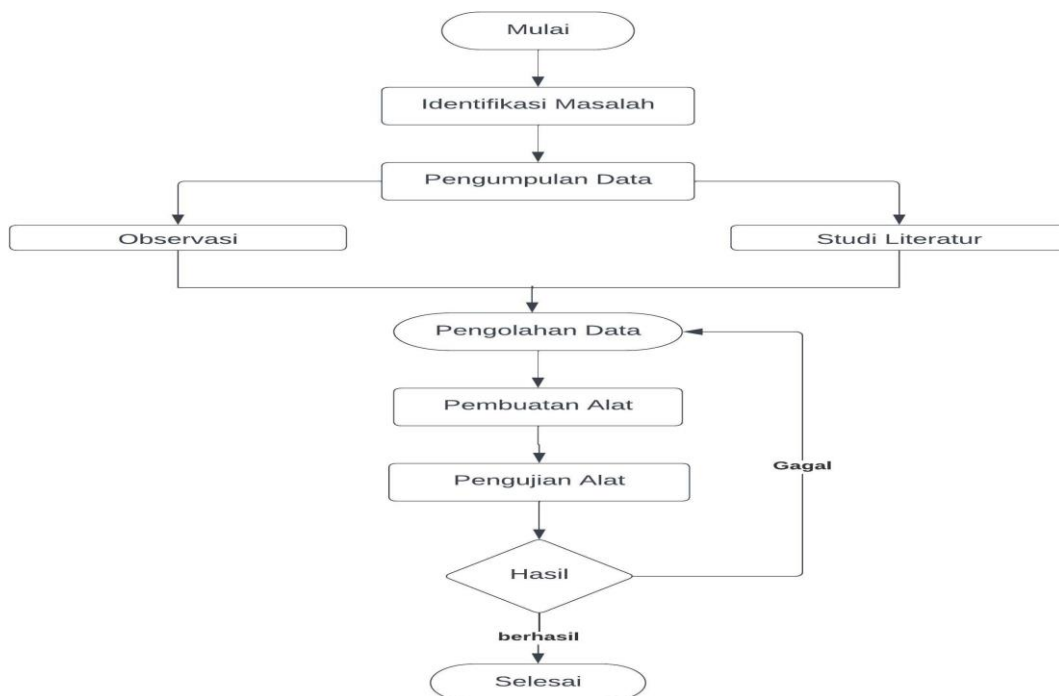 Mulai
Identifikasi Masalah
Pengumpulan Data
Observasi
Studi Literatur
Pengolahan Data
Pembuatan Alat
Gagal
Pengujian Alat
Hasil
berhasil
Selesai